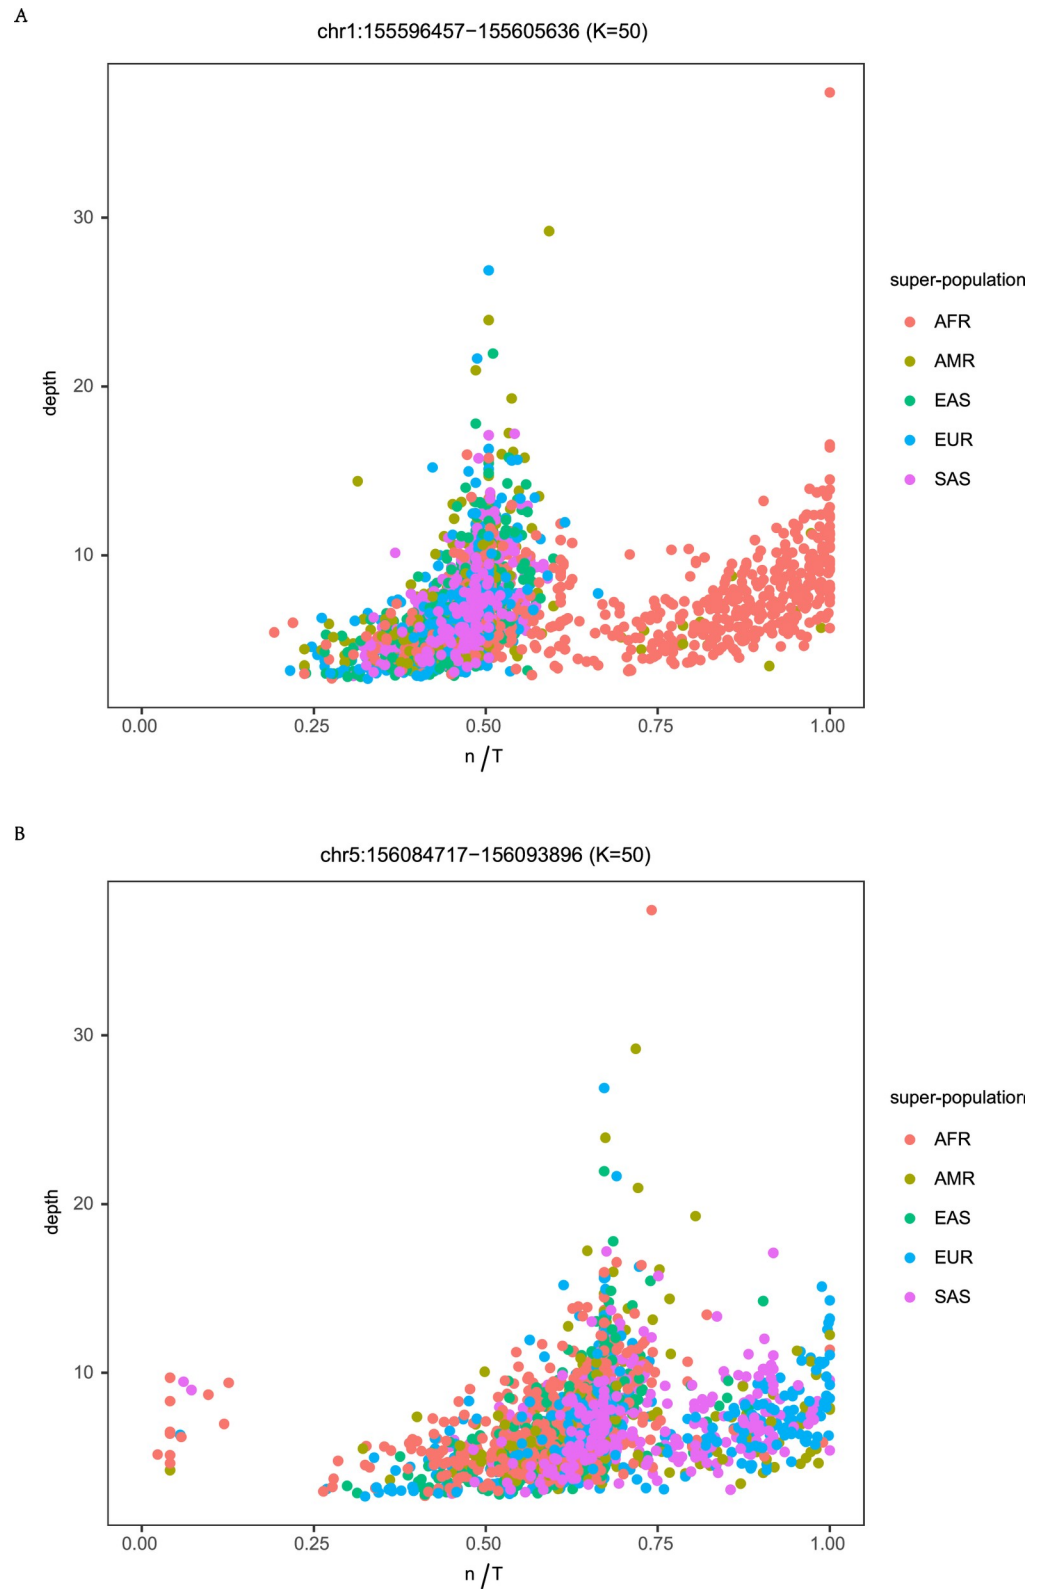 A
chr1:155596457−155605636 (K=50)
30
20
10
depth
0.00 0.25 0.50 0.75 1.00
n / T
super-population
AFR
AMR
EAS
EUR
SAS
B
chr5:156084717−156093896 (K=50)
30
20
10
depth
0.00 0.25 0.50 0.75 1.00
n / T
super-population
AFR
AMR
EAS
EUR
SAS